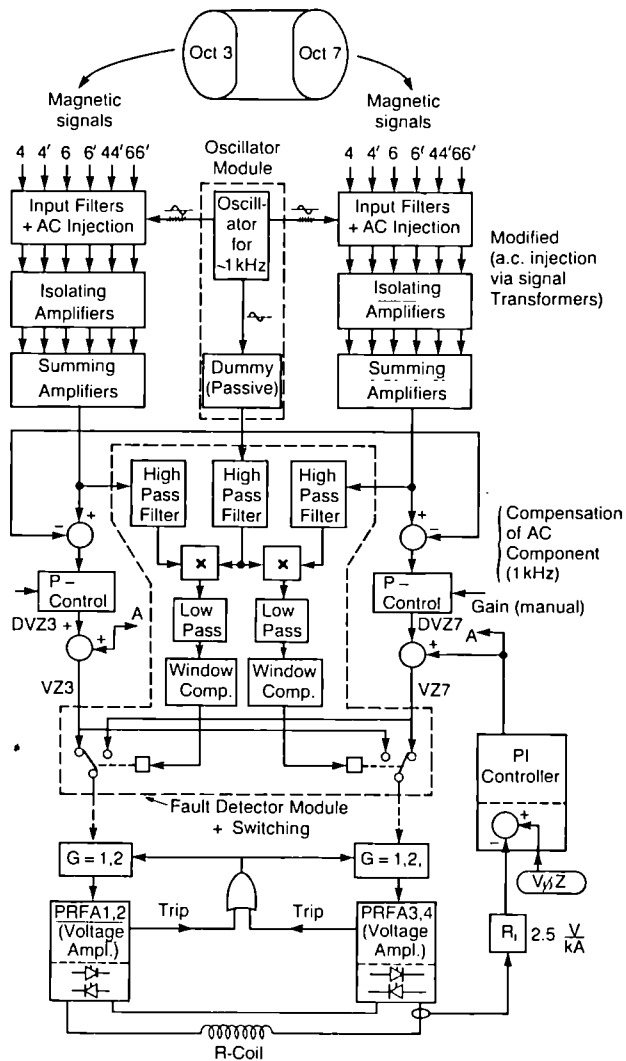 Oct 3
Oct 7
Magnetic
signals
Magnetic
signals
4 4' 6 6' 44' 66'
Oscillator
Module
4 4' 6 6' 44' 66'
Input Filters
+ AC Injection
Oscill-
ator
for
~1 kHz
Input Filters
+ AC Injection
Modified
(a.c. injection
via signal
Transformers)
Isolating
Amplifiers
Isolating
Amplifiers
Summing
Amplifiers
Dummy
(Passive)
Summing
Amplifiers
High
Pass
Filter
High
Pass
Filter
High
Pass
Filter
+
−
+
−
Compensation
of AC
Component
(1 kHz)
×
×
P –
Control
P –
Control
Gain (manual)
Low
Pass
Low
Pass
DVZ3 +
+
A
DVZ7
+
A
Window
Comp.
Window
Comp.
VZ3
VZ7
PI
Controller
Fault Detector Module
+ Switching
−
+
G = 1,2
G = 1,2,
PRFA1,2
(Voltage
Ampl.)
Trip
Trip
PRFA3,4
(Voltage
Ampl.)
R₁
2.5 V/kA
R-Coil